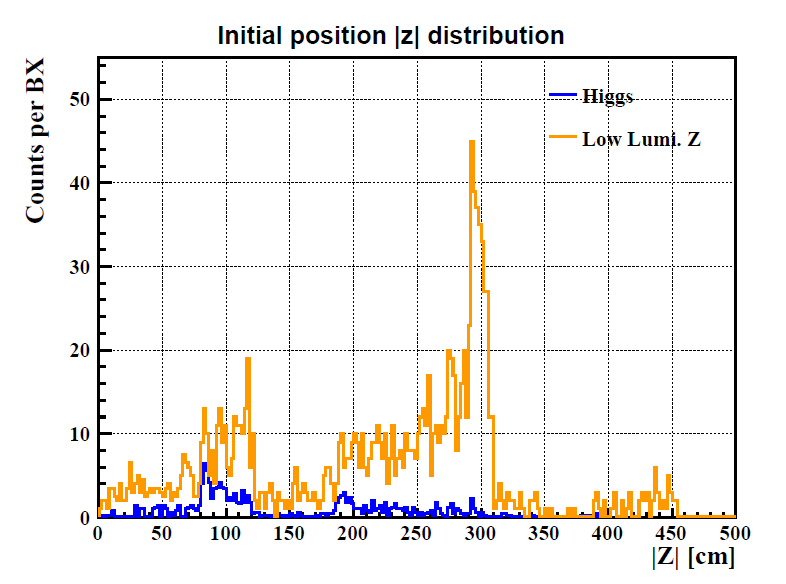 Initial position |z| distribution
Counts per BX
50
40
30
20
10
0
Higgs
Low Lumi. Z
0 50 100 150 200 250 300 350 400 450 500
|Z| [cm]